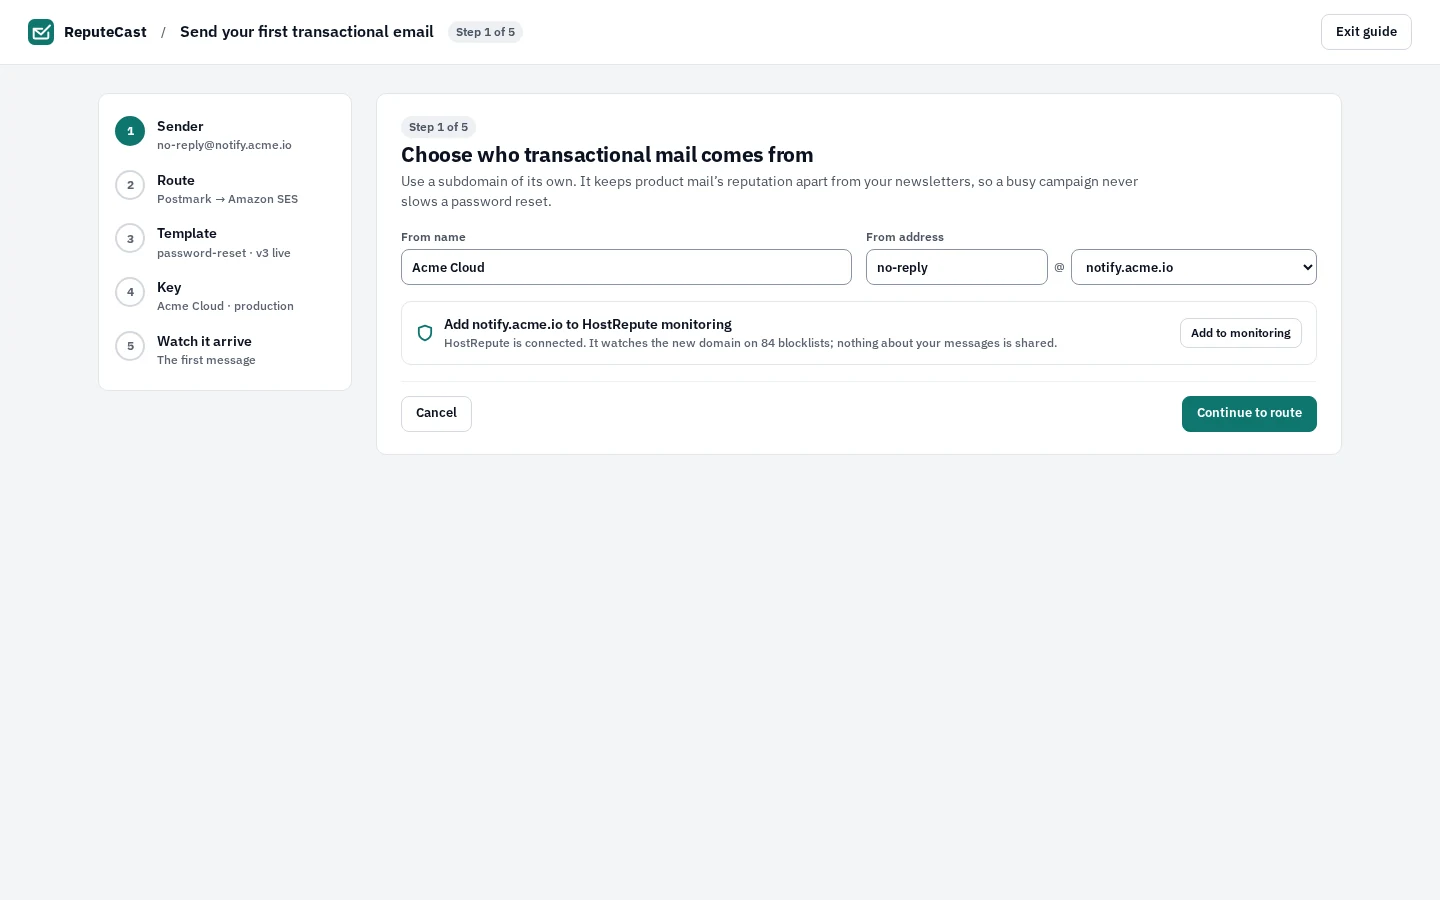 ReputeCast / Send your first transactional email Step 1 of 5 Exit guide
1 Sender
no-reply@notify.acme.io
2 Route
Postmark → Amazon SES
3 Template
password-reset · v3 live
4 Key
Acme Cloud · production
5 Watch it arrive
The first message
Step 1 of 5
Choose who transactional mail comes from
Use a subdomain of its own. It keeps product mail’s reputation apart from your newsletters, so a busy campaign never
slows a password reset.
From name From address
Acme Cloud no-reply @ notify.acme.io
Add notify.acme.io to HostRepute monitoring
HostRepute is connected. It watches the new domain on 84 blocklists; nothing about your messages is shared.
Add to monitoring
Cancel Continue to route